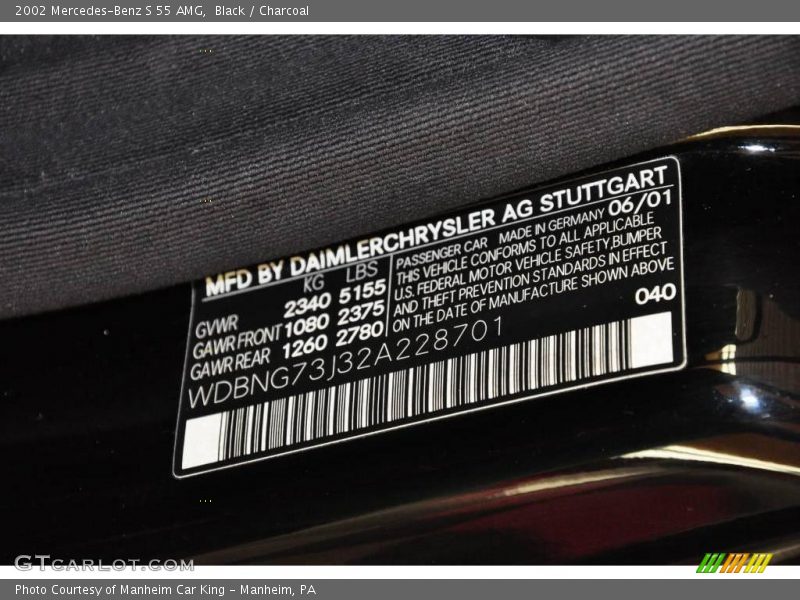 2002 Mercedes-Benz S 55 AMG, Black / Charcoal
MFD BY DAIMLERCHRYSLER AG STUTTGART
KG LBS
GVWR 2340 5155
GAWR FRONT 1080 2375
GAWR REAR 1260 2780
PASSENGER CAR MADE IN GERMANY 06/01
THIS VEHICLE CONFORMS TO ALL APPLICABLE
U.S. FEDERAL MOTOR VEHICLE SAFETY,BUMPER
AND THEFT PREVENTION STANDARDS IN EFFECT
ON THE DATE OF MANUFACTURE SHOWN ABOVE
040
WDBNG73J32A228701
GTCARLOT.COM
Photo Courtesy of Manheim Car King - Manheim, PA